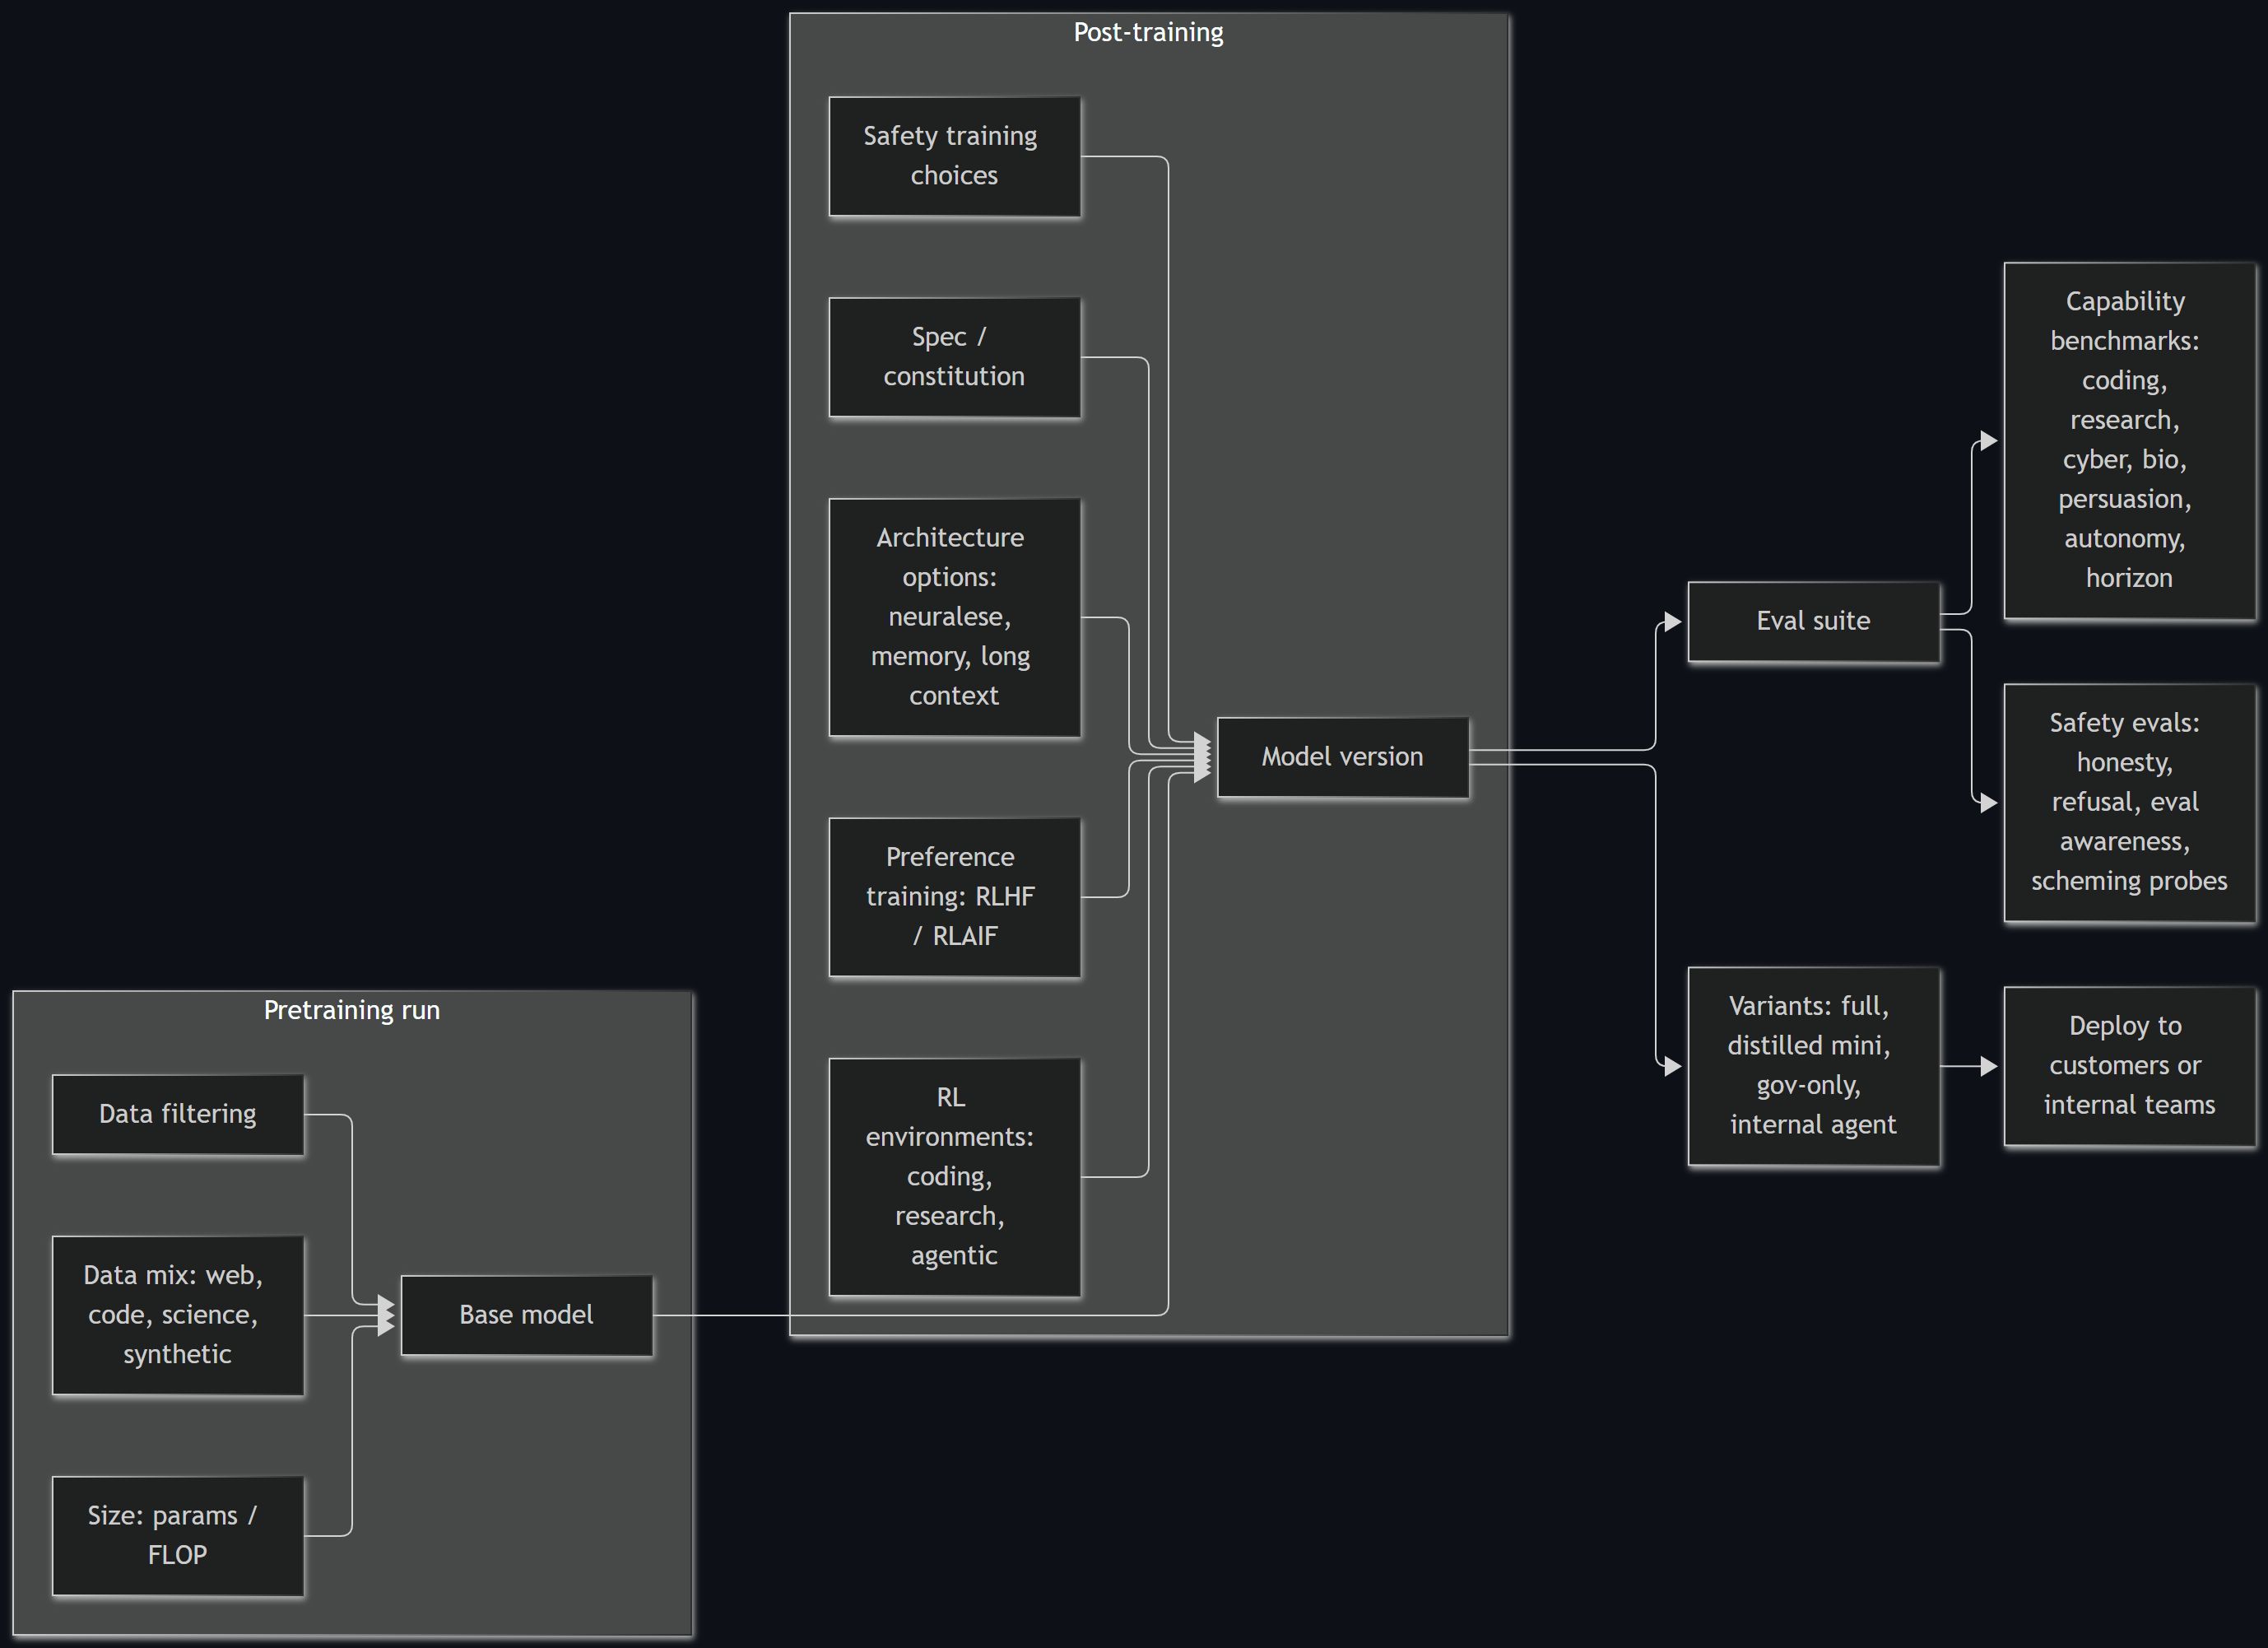 Post-training
Safety training
choices
Spec /
constitution
Architecture
options:
neuralese,
memory, long
context
Preference
training: RLHF
/ RLAIF
RL
environments:
coding,
research,
agentic
Model version
Pretraining run
Data filtering
Data mix: web,
code, science,
synthetic
Size: params /
FLOP
Base model
Eval suite
Capability
benchmarks:
coding,
research,
cyber, bio,
persuasion,
autonomy,
horizon
Safety evals:
honesty,
refusal, eval
awareness,
scheming probes
Variants: full,
distilled mini,
gov-only,
internal agent
Deploy to
customers or
internal teams